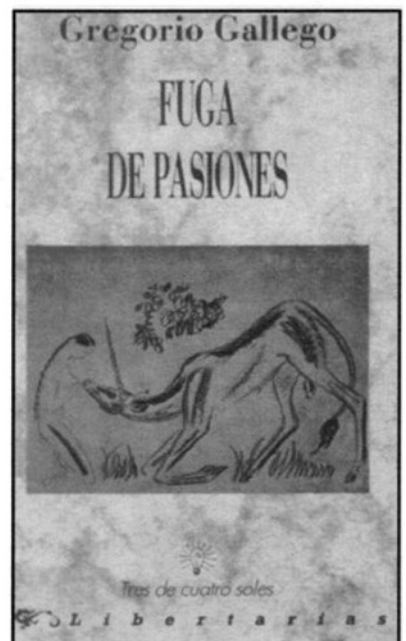 Gregorio Gallego
FUGA
DE PASIONES
Tres de cuatro soles
Libertarias